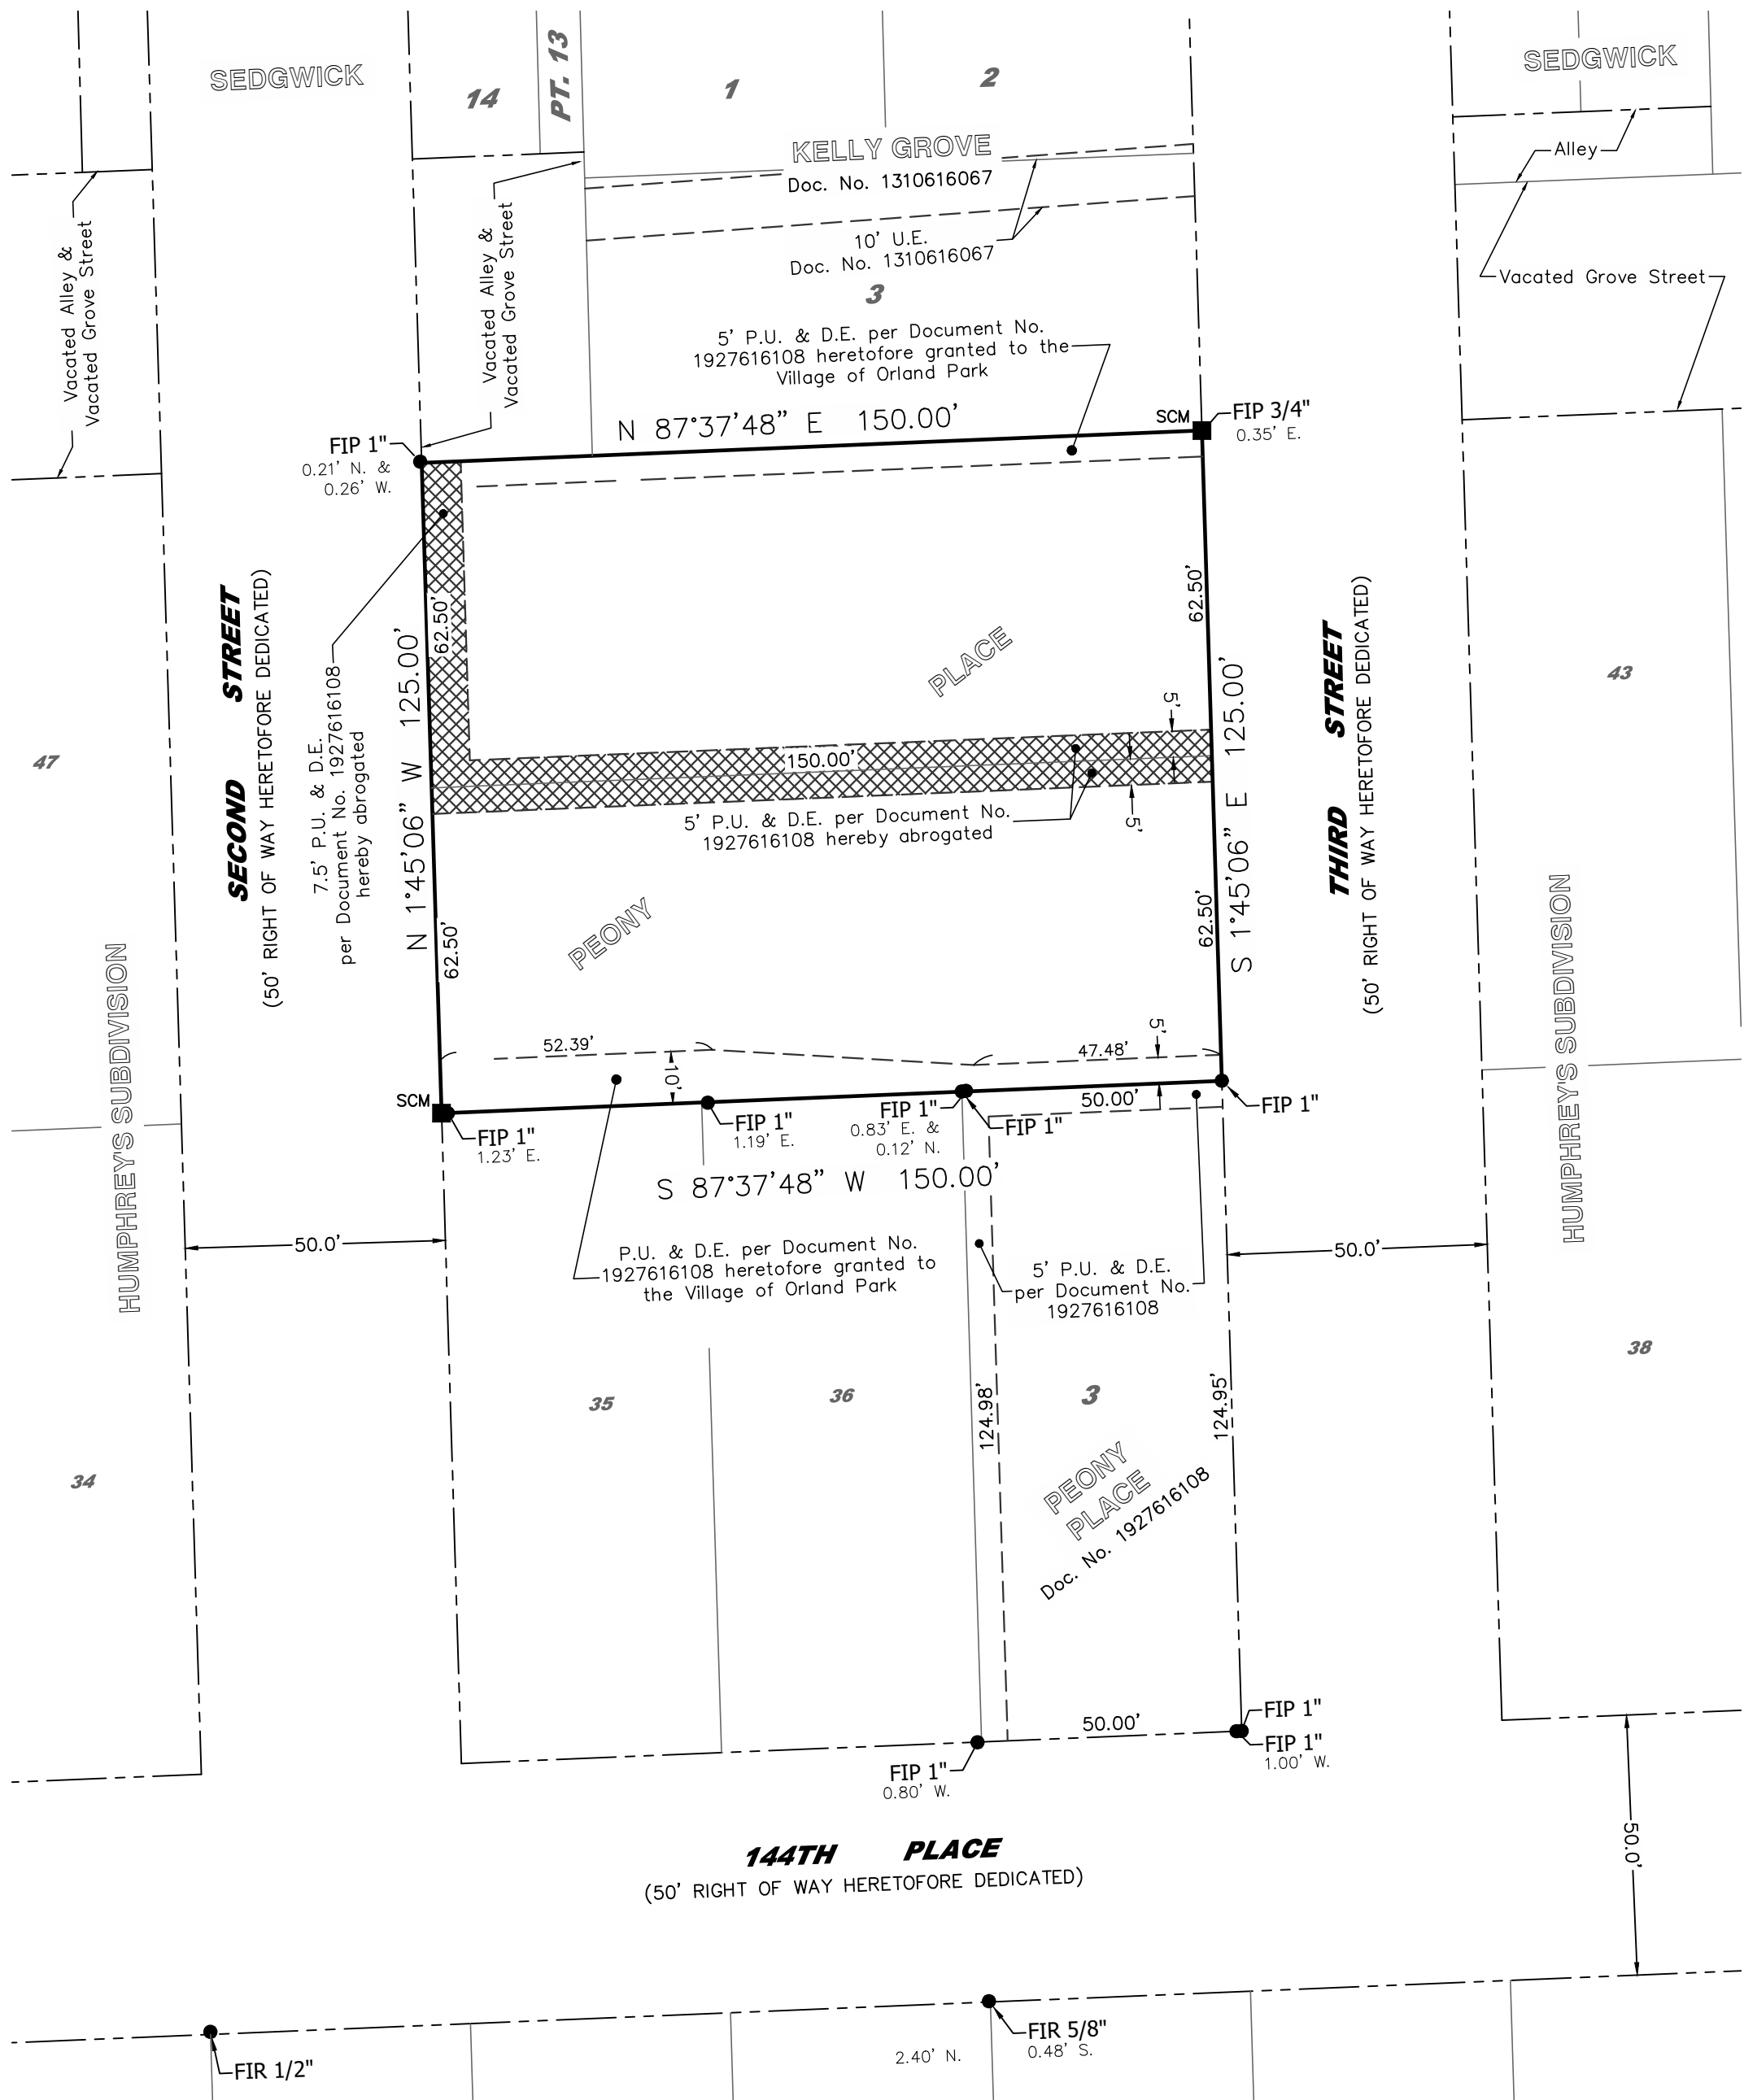 SEDGWICK
14
PT. 13
1
2
SEDGWICK
KELLY GROVE
Doc. No. 1310616067
Alley
10' U.E.
Doc. No. 1310616067
3
Vacated Alley &
Vacated Grove Street
Vacated Alley &
Vacated Grove Street
Vacated Grove Street
5' P.U. & D.E. per Document No.
1927616108 heretofore granted to the
Village of Orland Park
N 87°37'48" E 150.00'
SCM
FIP 3/4"
0.35' E.
FIP 1"
0.21' N. &
0.26' W.
SECOND STREET
(50' RIGHT OF WAY HERETOFORE DEDICATED)
7.5' P.U. & D.E.
per Document No. 1927616108
hereby abrogated
N 1°45'06" W 125.00'
62.50'
62.50'
PLACE
62.50'
62.50'
S 1°45'06" E 125.00'
THIRD STREET
(50' RIGHT OF WAY HERETOFORE DEDICATED)
43
47
5'
150.00'
5'
5' P.U. & D.E. per Document No.
1927616108 hereby abrogated
PEONY
HUMPHREY'S SUBDIVISION
HUMPHREY'S SUBDIVISION
52.39'
10'
47.48'
5'
SCM
FIP 1"
1.23' E.
FIP 1"
1.19' E.
FIP 1"
0.83' E. &
0.12' N.
FIP 1"
50.00'
FIP 1"
S 87°37'48" W 150.00'
50.0'
P.U. & D.E. per Document No.
1927616108 heretofore granted to
the Village of Orland Park
5' P.U. & D.E.
per Document No.
1927616108
50.0'
34
35
36
124.98'
3
124.95'
38
PEONY
PLACE
Doc. No. 1927616108
50.00'
FIP 1"
FIP 1"
1.00' W.
FIP 1"
0.80' W.
144TH PLACE
(50' RIGHT OF WAY HERETOFORE DEDICATED)
50.0'
FIR 1/2"
2.40' N.
FIR 5/8"
0.48' S.